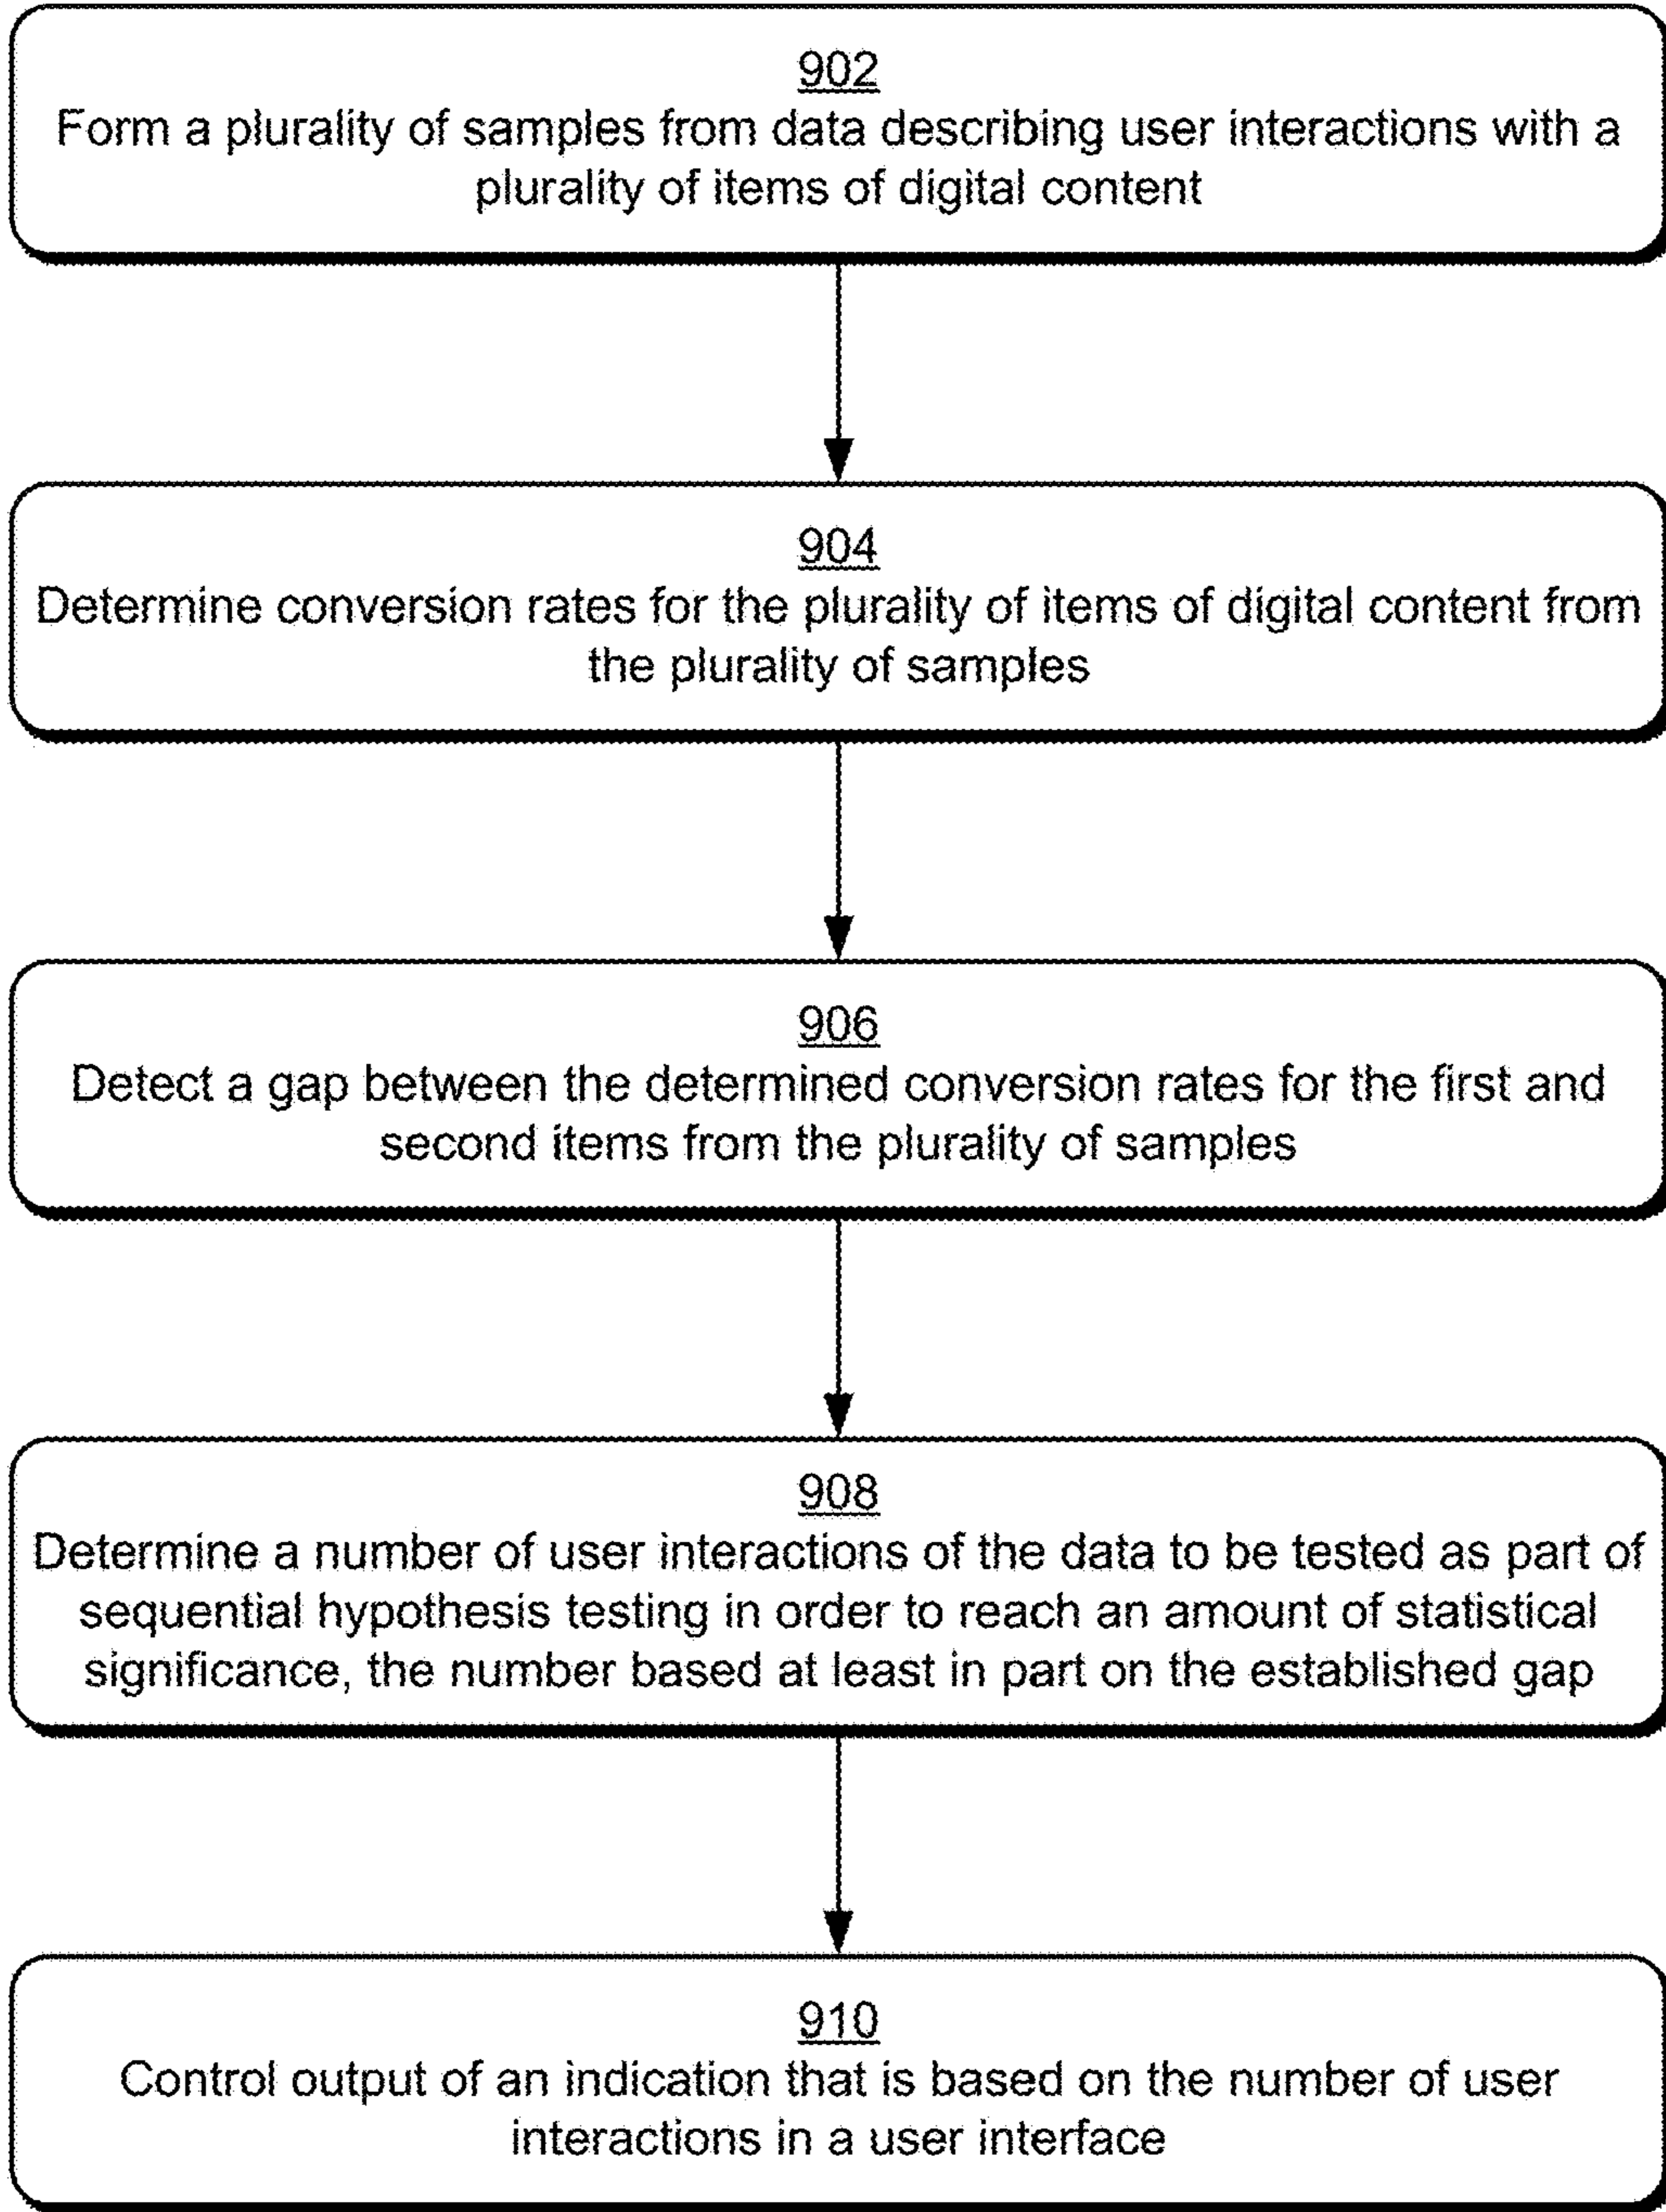 902
Form a plurality of samples from data describing user interactions with a
plurality of items of digital content
904
Determine conversion rates for the plurality of items of digital content from
the plurality of samples
906
Detect a gap between the determined conversion rates for the first and
second items from the plurality of samples
908
Determine a number of user interactions of the data to be tested as part of
sequential hypothesis testing in order to reach an amount of statistical
significance, the number based at least in part on the established gap
910
Control output of an indication that is based on the number of user
interactions in a user interface